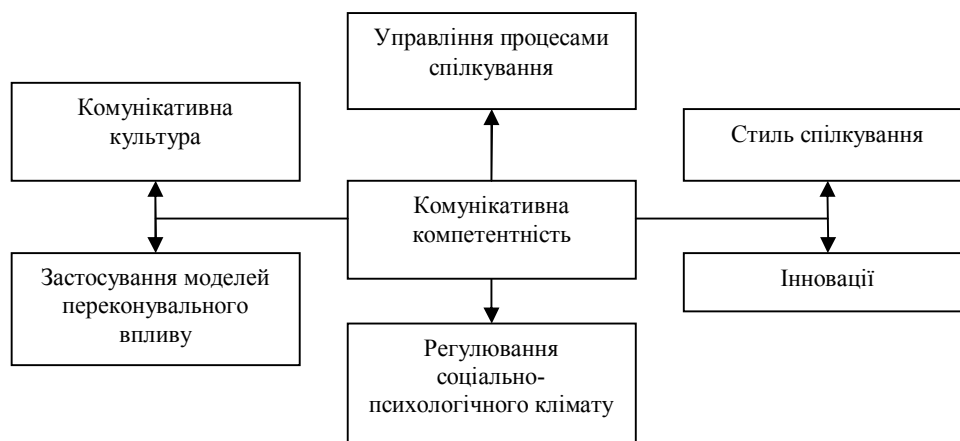 Управління процесами
спілкування
Комунікативна
культура
Стиль спілкування
Комунікативна
компетентність
Застосування моделей
переконувального
впливу
Інновації
Регулювання
соціально-
психологічного клімату